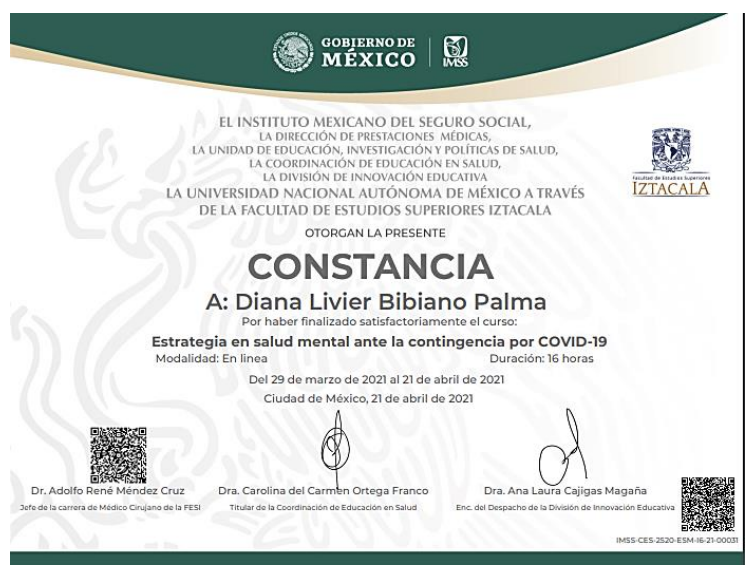 GOBIERNO DE
MÉXICO
IMSS
EL INSTITUTO MEXICANO DEL SEGURO SOCIAL,
LA DIRECCIÓN DE PRESTACIONES MÉDICAS,
LA UNIDAD DE EDUCACIÓN, INVESTIGACIÓN Y POLÍTICAS DE SALUD,
LA COORDINACIÓN DE EDUCACIÓN EN SALUD,
LA DIVISIÓN DE INNOVACIÓN EDUCATIVA
LA UNIVERSIDAD NACIONAL AUTÓNOMA DE MÉXICO A TRAVÉS
DE LA FACULTAD DE ESTUDIOS SUPERIORES IZTACALA
Facultad de Estudios Superiores
IZTACALA
OTORGAN LA PRESENTE
CONSTANCIA
A: Diana Livier Bibiano Palma
Por haber finalizado satisfactoriamente el curso:
Estrategia en salud mental ante la contingencia por COVID-19
Modalidad: En linea Duración: 16 horas
Del 29 de marzo de 2021 al 21 de abril de 2021
Ciudad de México, 21 de abril de 2021
Dr. Adolfo René Méndez Cruz Dra. Carolina del Carmen Ortega Franco Dra. Ana Laura Cajigas Magaña
Jefe de la carrera de Médico Cirujano de la FESI Titular de la Coordinación de Educación en Salud Enc. del Despacho de la División de Innovación Educativa
IMSS-CES-2520-ESM-16-21-00031